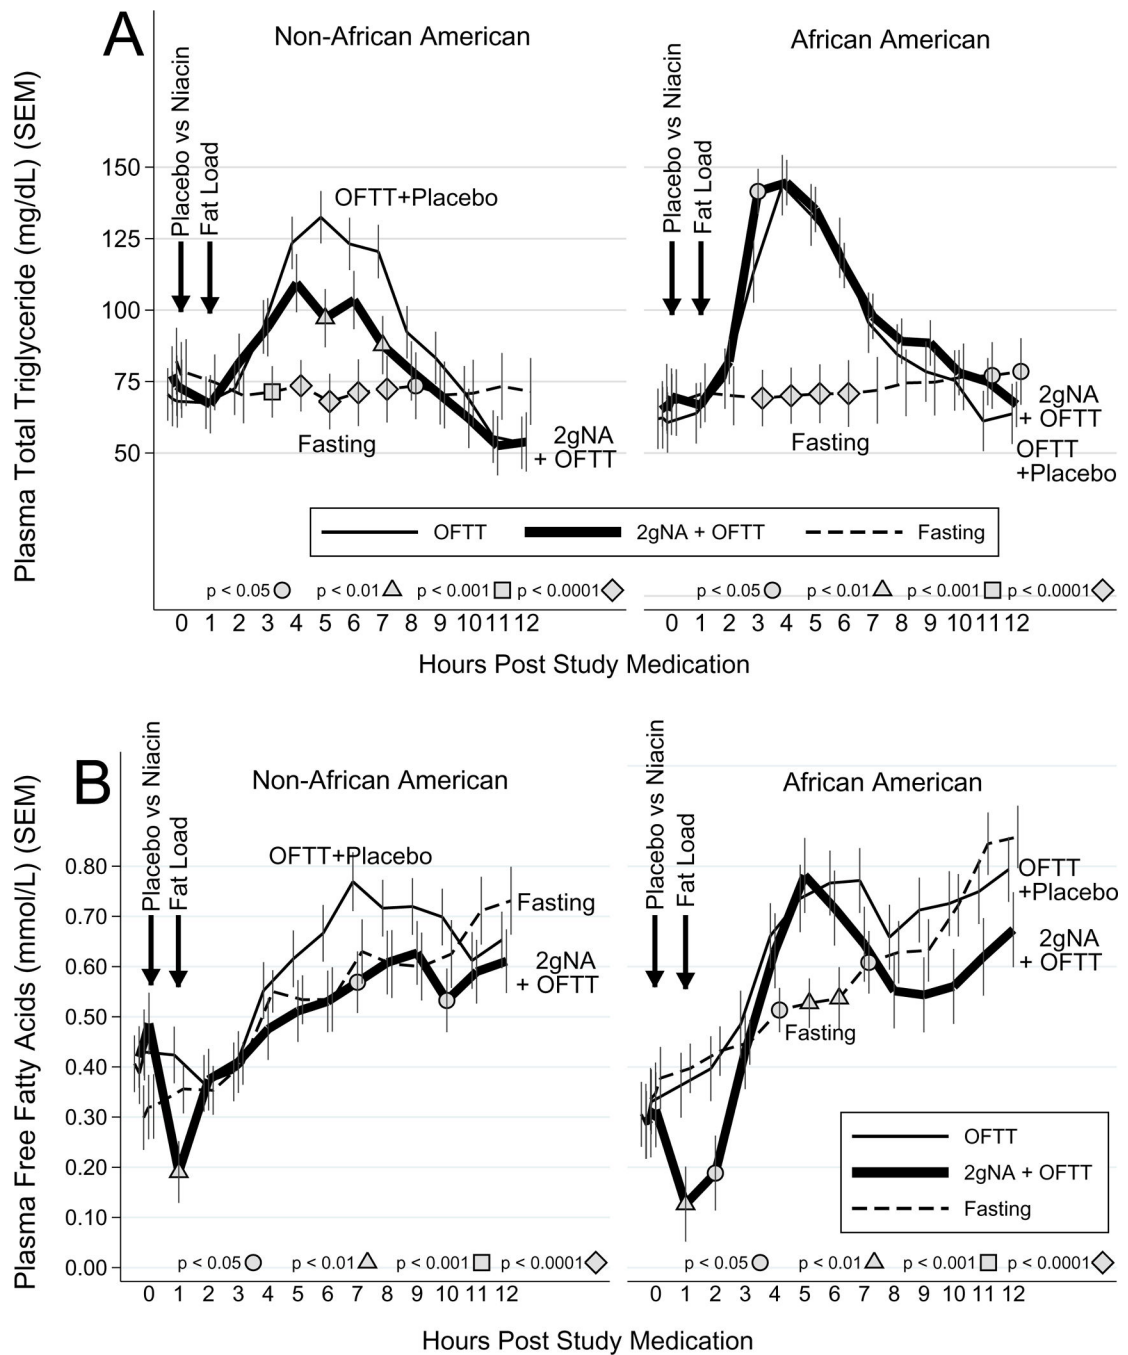 A
Non-African American
African American
Plasma Total Triglyceride (mg/dL) (SEM)
Placebo vs Niacin
Fat Load
Placebo vs Niacin
Fat Load
150
125
100
75
50
OFTT+Placebo
Fasting
2gNA
+ OFTT
Fasting
2gNA
+ OFTT
OFTT
+Placebo
OFTT
2gNA + OFTT
Fasting
p < 0.05 p < 0.01 p < 0.001 p < 0.0001
p < 0.05 p < 0.01 p < 0.001 p < 0.0001
0 1 2 3 4 5 6 7 8 9 10 11 12
0 1 2 3 4 5 6 7 8 9 10 11 12
Hours Post Study Medication
B
Non-African American
African American
Plasma Free Fatty Acids (mmol/L) (SEM)
Placebo vs Niacin
Fat Load
Placebo vs Niacin
Fat Load
0.80
0.70
0.60
0.50
0.40
0.30
0.20
0.10
0.00
OFTT+Placebo
Fasting
2gNA
+ OFTT
OFTT
+Placebo
2gNA
+ OFTT
Fasting
OFTT
2gNA + OFTT
Fasting
p < 0.05 p < 0.01 p < 0.001 p < 0.0001
p < 0.05 p < 0.01 p < 0.001 p < 0.0001
0 1 2 3 4 5 6 7 8 9 10 11 12
0 1 2 3 4 5 6 7 8 9 10 11 12
Hours Post Study Medication